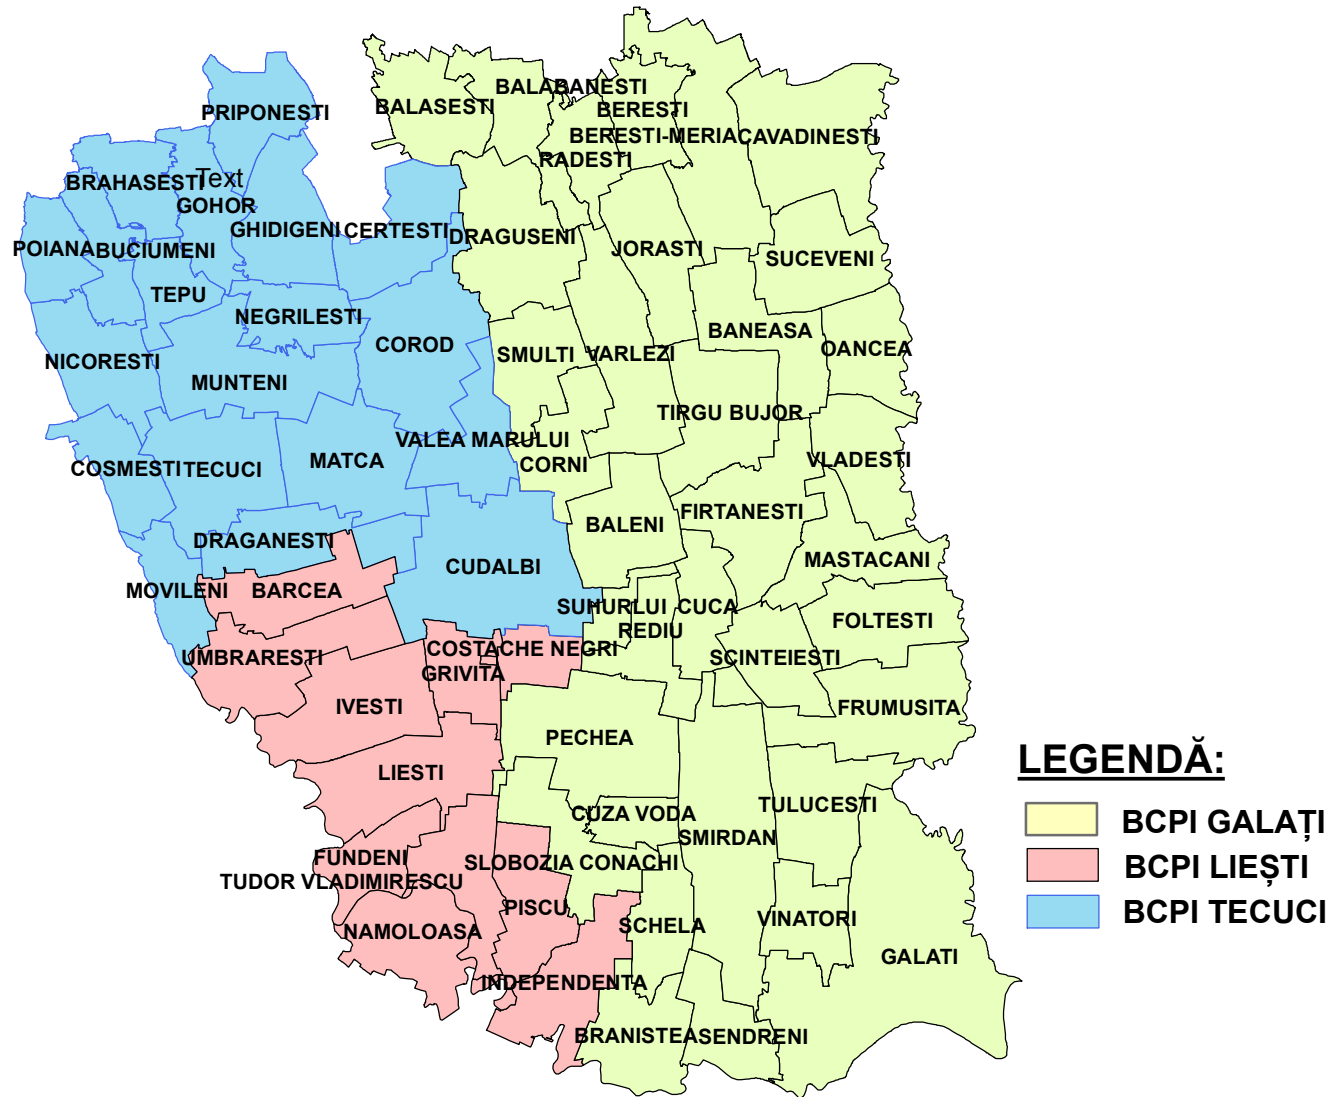 BALABANESTI
BALASESTI
BERESTI
PRIPONESTI
BERESTI-MERIA
CAVADINESTI
RADESTI
BRAHASESTI
Text
GOHOR
GHIDIGENI
CERTESTI
DRAGUSENI
POIANA
BUCIUMENI
JORASTI
SUCEVENI
TEPU
NEGRILESTI
BANEASA
COROD
OANCEA
NICORESTI
SMULTI
VARLEZI
MUNTENI
TIRGU BUJOR
VALEA MARULUI
COSMESTI
TECUCI
MATCA
CORNI
VLADESTI
FIRTANESTI
BALENI
DRAGANESTI
MASTACANI
CUDALBI
MOVILENI
BARCEA
SUHURLUI
CUCA
REDIU
FOLTESTI
UMBRARESTI
COSTACHE NEGRI
GRIVITA
SCINTEIESTI
IVESTI
FRUMUSITA
PECHEA
LIESTI
TULUCESTI
CUZA VODA
SMIRDAN
FUNDENI
SLOBOZIA CONACHI
TUDOR VLADIMIRESCU
PISCU
NAMOLOASA
SCHELA
VINATORI
GALATI
INDEPENDENTA
BRANISTEA
SENDRENI
LEGENDĂ:
BCPI GALAȚI
BCPI LIEȘTI
BCPI TECUCI